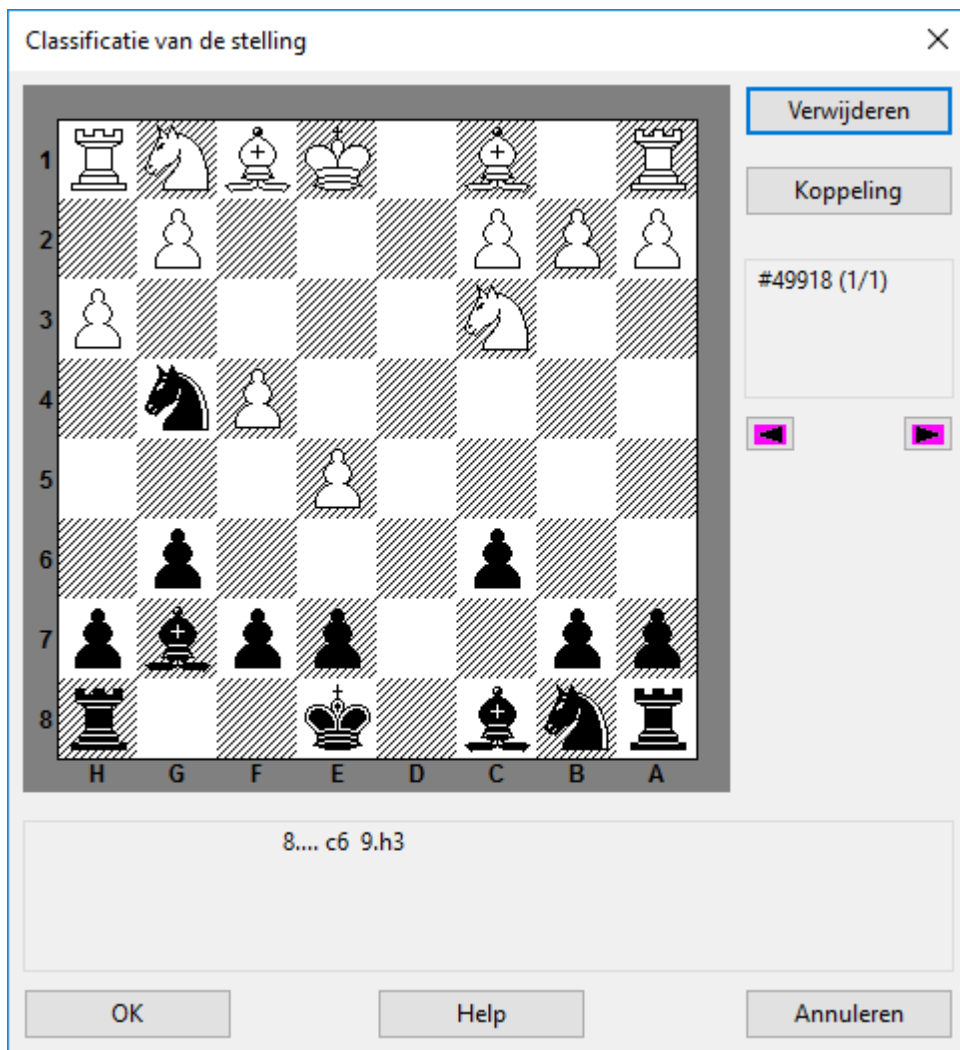 Classificatie van de stelling
Verwijderen
Koppeling
#49918 (1/1)
1
2
3
4
5
6
7
8
H G F E D C B A
8.... c6 9.h3
OK Help Annuleren